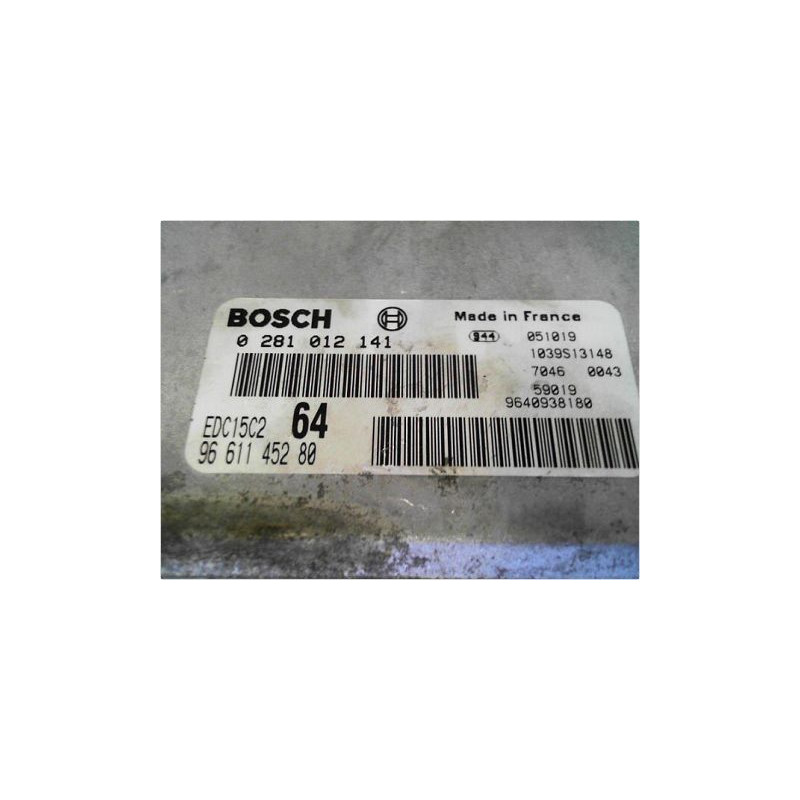 BOSCH
Made in France
0 281 012 141
944 051019
1039S13148
7046 0043
59019
9640938180
EDC15C2 64
96 611 452 80